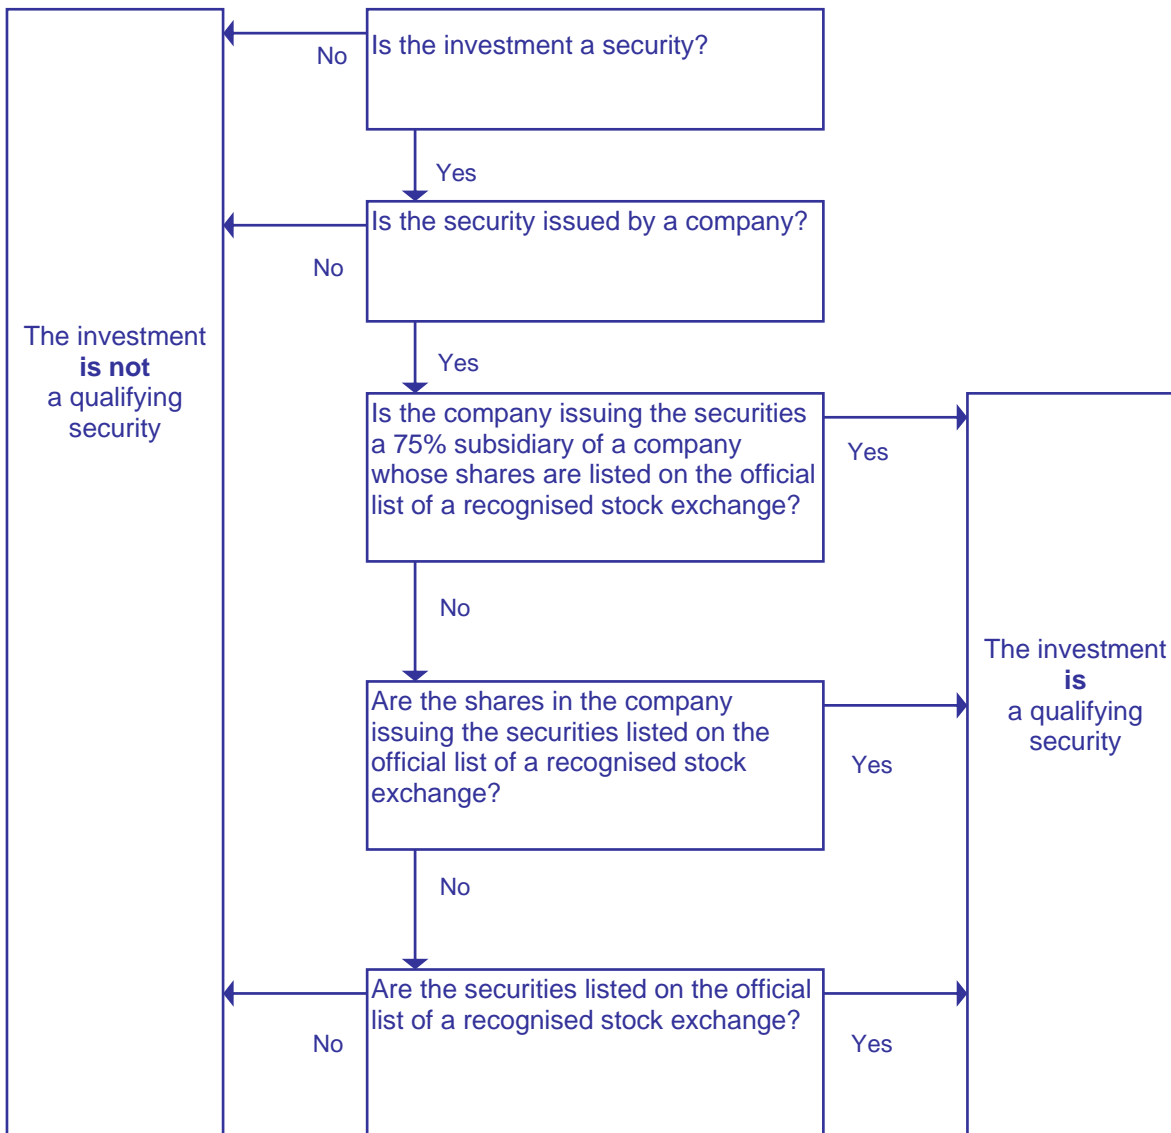 Is the investment a security?
No
Yes
Is the security issued by a company?
No
Yes
The investment
is not
a qualifying
security
Is the company issuing the securities
a 75% subsidiary of a company
whose shares are listed on the official
list of a recognised stock exchange?
Yes
No
Are the shares in the company
issuing the securities listed on the
official list of a recognised stock
exchange?
Yes
The investment
is
a qualifying
security
No
Are the securities listed on the official
list of a recognised stock exchange?
No
Yes